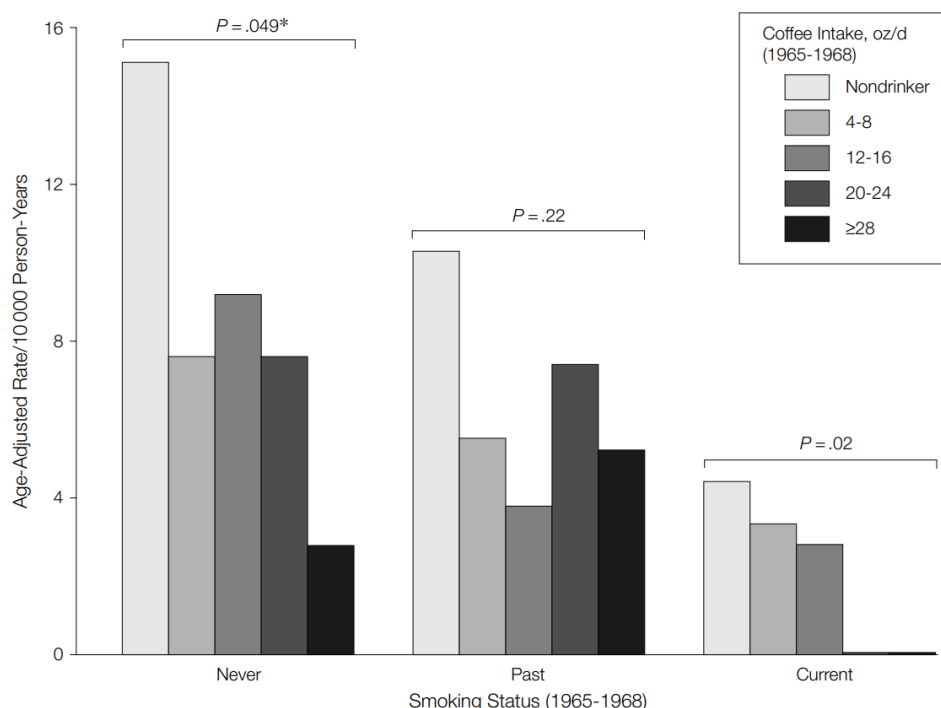 16
P = .049*
Coffee Intake, oz/d
(1965-1968)
Nondrinker
4-8
12-16
20-24
≥28
12
P = .22
8
P = .02
4
0
Age-Adjusted Rate/10 000 Person-Years
Never
Past
Current
Smoking Status (1965-1968)